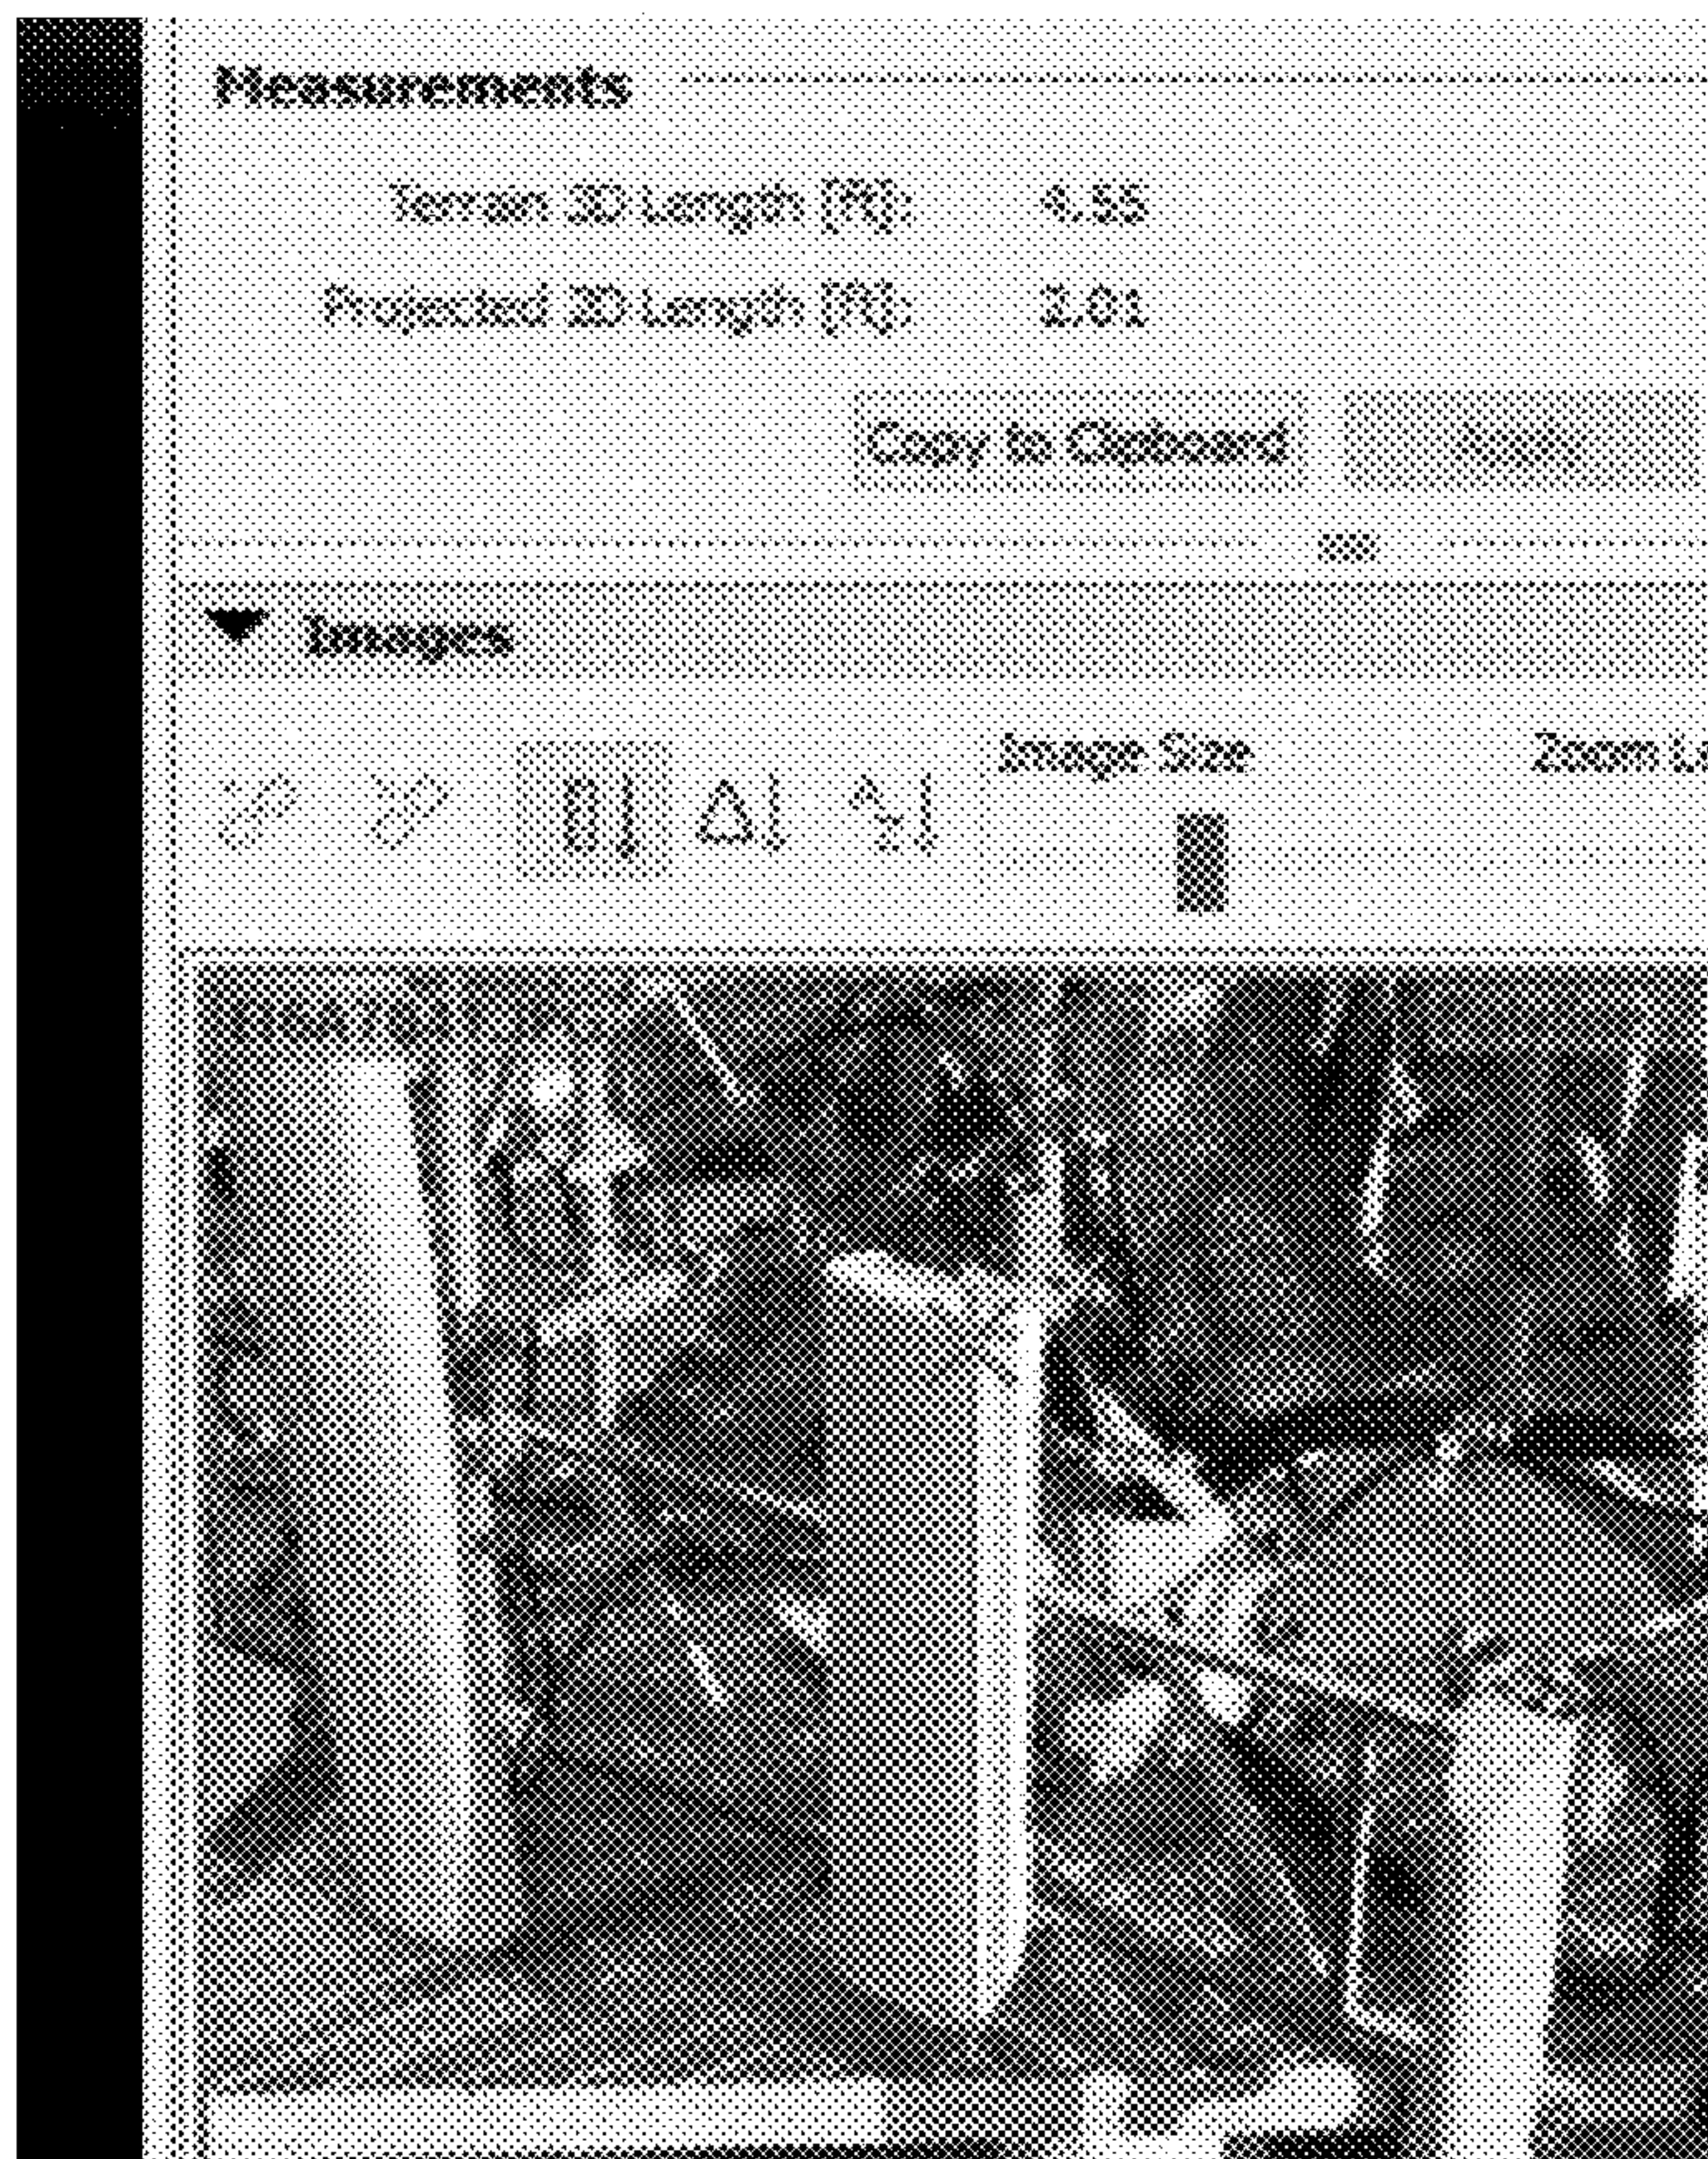 Measurements
Terrain 3D Length [ft]: 4.55
Projected 2D Length [ft]: 2.01
Copy to Clipboard
Images
Image Size Zoom
A
Z